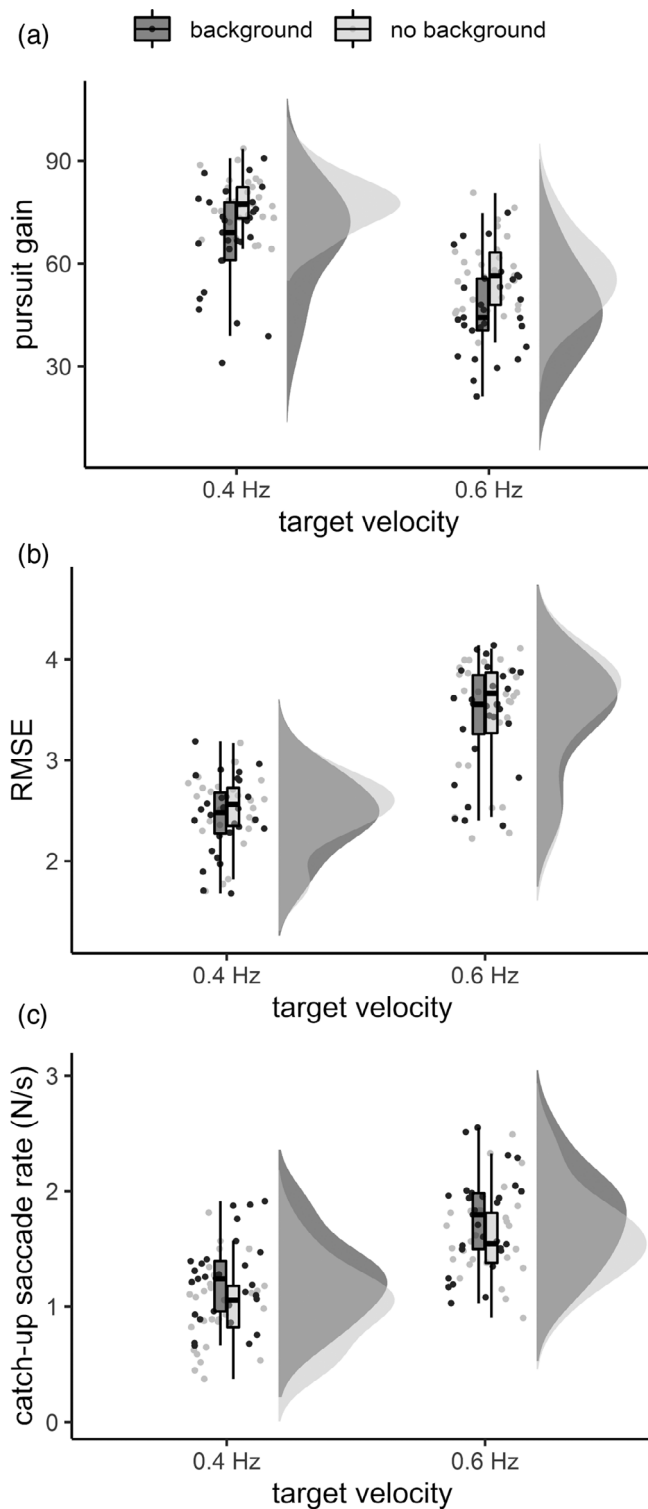 (a)
background no background
90
60
30
pursuit gain
0.4 Hz 0.6 Hz
target velocity
(b)
4
3
2
RMSE
0.4 Hz 0.6 Hz
target velocity
(c)
3
2
1
0
catch-up saccade rate (N/s)
0.4 Hz 0.6 Hz
target velocity